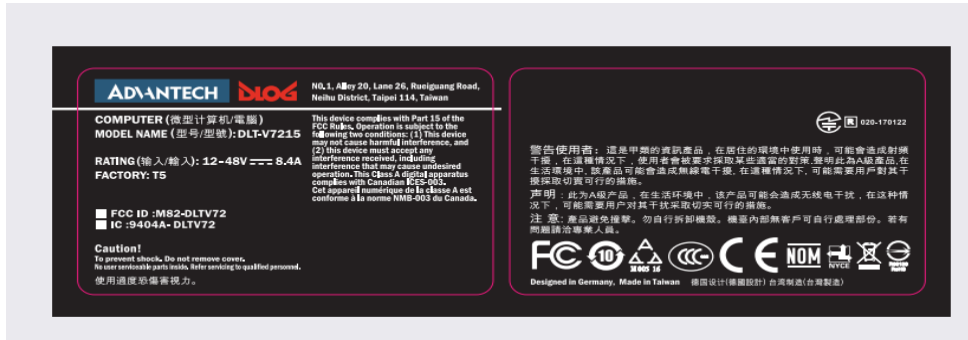 ADVANTECH DLOG
NO.1, Alley 20, Lane 26, Rueiguang Road,
Neihu District, Taipei 114, Taiwan
COMPUTER (微型计算机/電腦)
MODEL NAME (型号/型號): DLT-V7215
RATING (输入/輸入): 12-48V ⎓ 8.4A
FACTORY: T5
FCC ID :M82-DLTV72
IC :9404A- DLTV72
Caution!
To prevent shock. Do not remove cover.
No user serviceable parts inside. Refer servicing to qualified personnel.
使用過度恐傷害視力。
This device complies with Part 15 of the
FCC Rules. Operation is subject to the
following two conditions: (1) This device
may not cause harmful interference, and
(2) this device must accept any
interference received, including
interference that may cause undesired
operation. This Class A digital apparatus
complies with Canadian ICES-003.
Cet appareil numérique de la classe A est
conforme à la norme NMB-003 du Canada.
R 020-170122
警告使用者：這是甲類的資訊產品，在居住的環境中使用時，可能會造成射頻
干擾，在這種情況下，使用者會被要求採取某些適當的對策.聲明此為A級產品,在
生活環境中,該產品可能會造成無線電干擾,在這種情況下,可能需要用戶對其干
擾採取切實可行的措施。
声明：此为A级产品，在生活环境中，该产品可能会造成无线电干扰，在这种情
况下，可能需要用户对其干扰采取切实可行的措施。
注 意: 產品避免撞擊。勿自行拆卸機殼。機臺內部無客戶可自行處理部份。若有
問題請洽專業人員。
FC 10 CCC CE NOM NYCE
Designed in Germany, Made in Taiwan 德国设计(德國設計) 台湾制造(台灣製造)